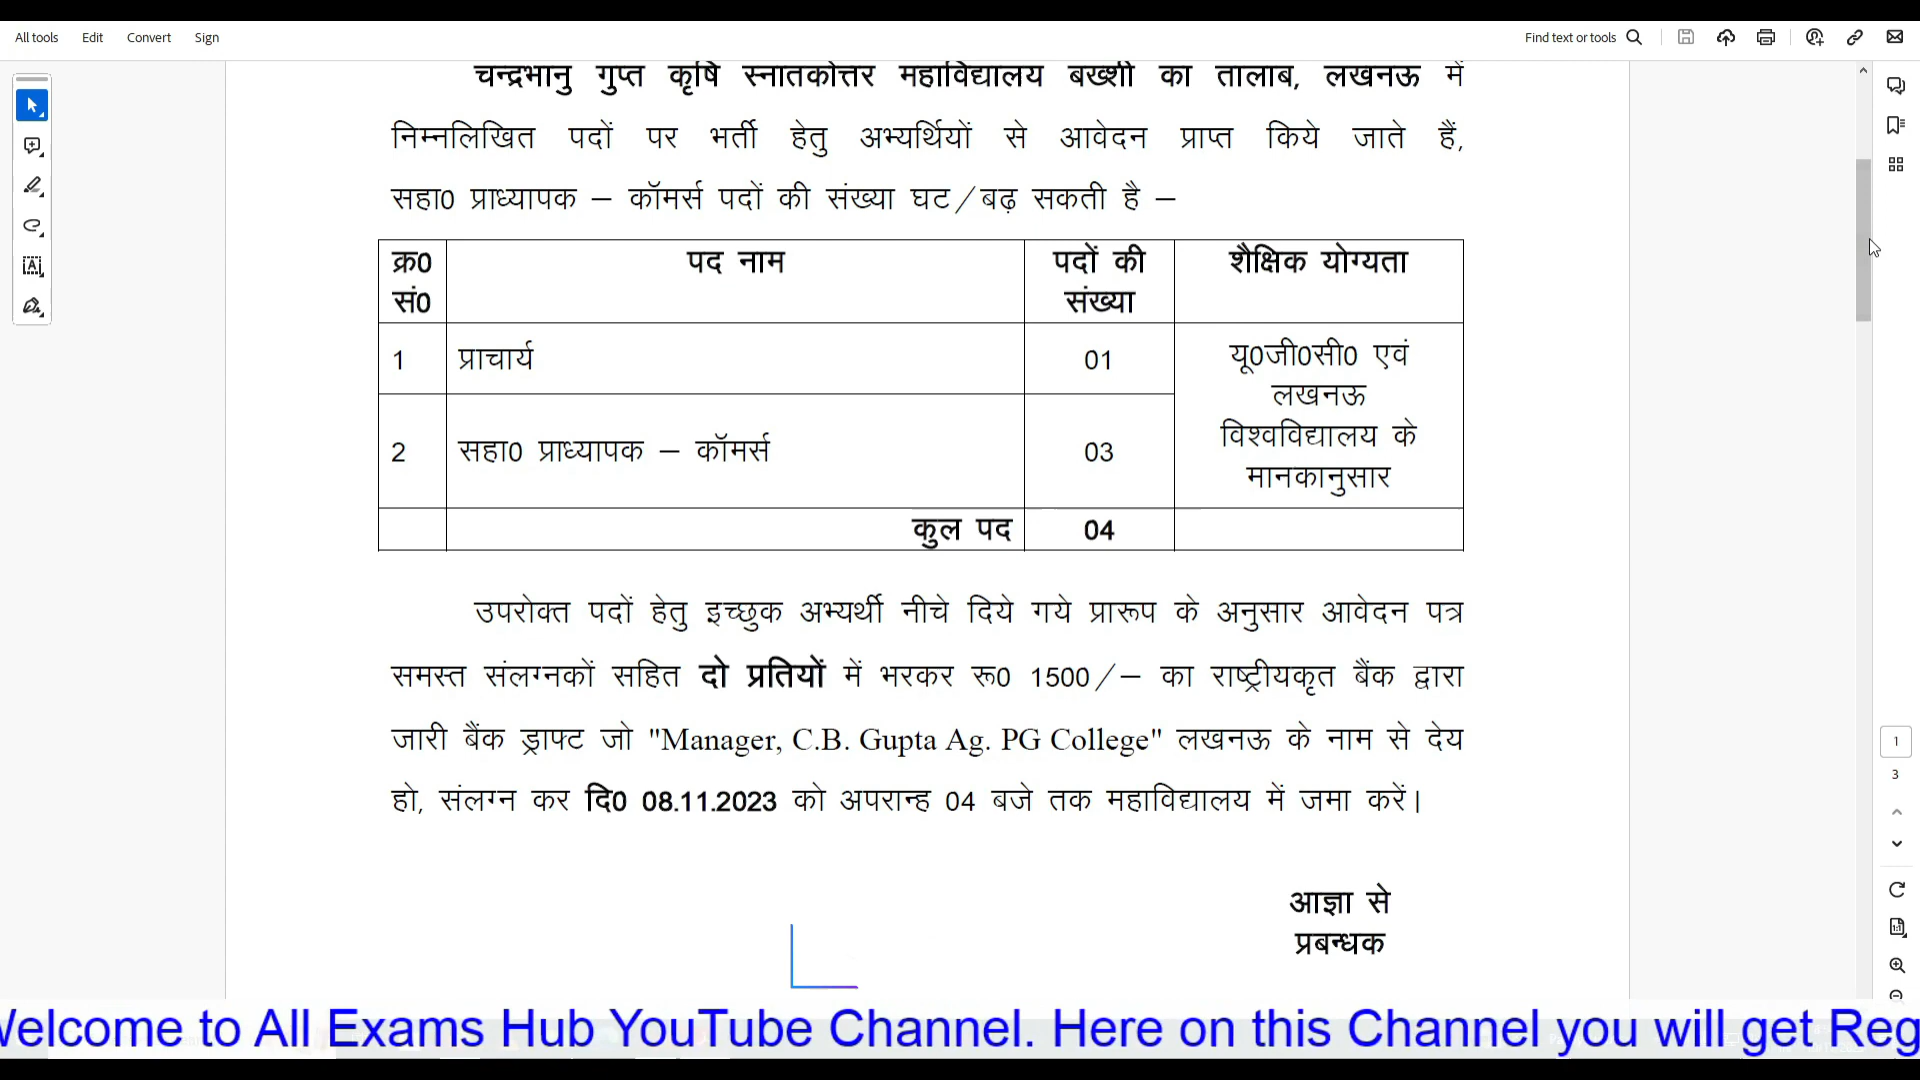 All tools Edit Convert Sign Find text or tools
चन्द्रभानु गुप्त कृषि स्नातकोत्तर महाविद्यालय बख्शी का तालाब, लखनऊ में
निम्नलिखित पदों पर भर्ती हेतु अभ्यर्थियों से आवेदन प्राप्त किये जाते हैं,
सहा0 प्राध्यापक – कॉमर्स पदों की संख्या घट/बढ़ सकती है –
क्र0 सं0 पद नाम पदों की संख्या शैक्षिक योग्यता
1 प्राचार्य 01 यू0जी0सी0 एवं
लखनऊ
विश्वविद्यालय के
मानकानुसार
2 सहा0 प्राध्यापक – कॉमर्स 03
कुल पद 04
उपरोक्त पदों हेतु इच्छुक अभ्यर्थी नीचे दिये गये प्रारूप के अनुसार आवेदन पत्र
समस्त संलग्नकों सहित दो प्रतियों में भरकर रू0 1500/– का राष्ट्रीयकृत बैंक द्वारा
जारी बैंक ड्राफ्ट जो "Manager, C.B. Gupta Ag. PG College" लखनऊ के नाम से देय
हो, संलग्न कर दि0 08.11.2023 को अपरान्ह 04 बजे तक महाविद्यालय में जमा करें।
1
3
आज्ञा से
प्रबन्धक
Welcome to All Exams Hub YouTube Channel. Here on this Channel you will get Reg